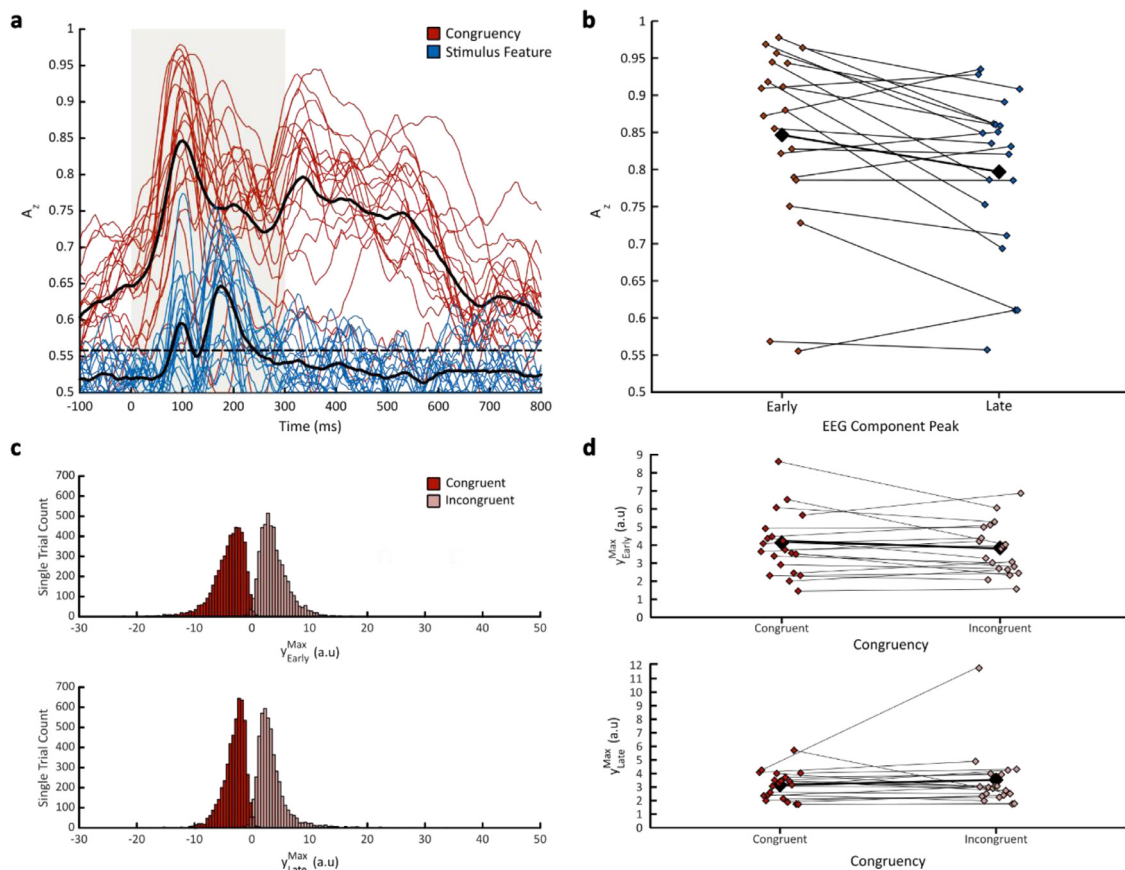 a
Congruency
Stimulus Feature
1
0.95
0.9
0.85
0.8
0.75
0.7
0.65
0.6
0.55
0.5
A_z
-100 0 100 200 300 400 500 600 700 800
Time (ms)
b
1
0.95
0.9
0.85
0.8
0.75
0.7
0.65
0.6
0.55
0.5
A_z
Early Late
EEG Component Peak
c
Congruent
Incongruent
700
600
500
400
300
200
100
0
Single Trial Count
-30 -20 -10 0 10 20 30 40 50
y^Max_Early (a.u)
700
600
500
400
300
200
100
0
Single Trial Count
-30 -20 -10 0 10 20 30 40 50
y^Max_Late (a.u)
d
9
8
7
6
5
4
3
2
1
0
y^Max_Early (a.u)
Congruent Incongruent
Congruency
12
11
10
9
8
7
6
5
4
3
2
1
0
y^Max_Late (a.u)
Congruent Incongruent
Congruency